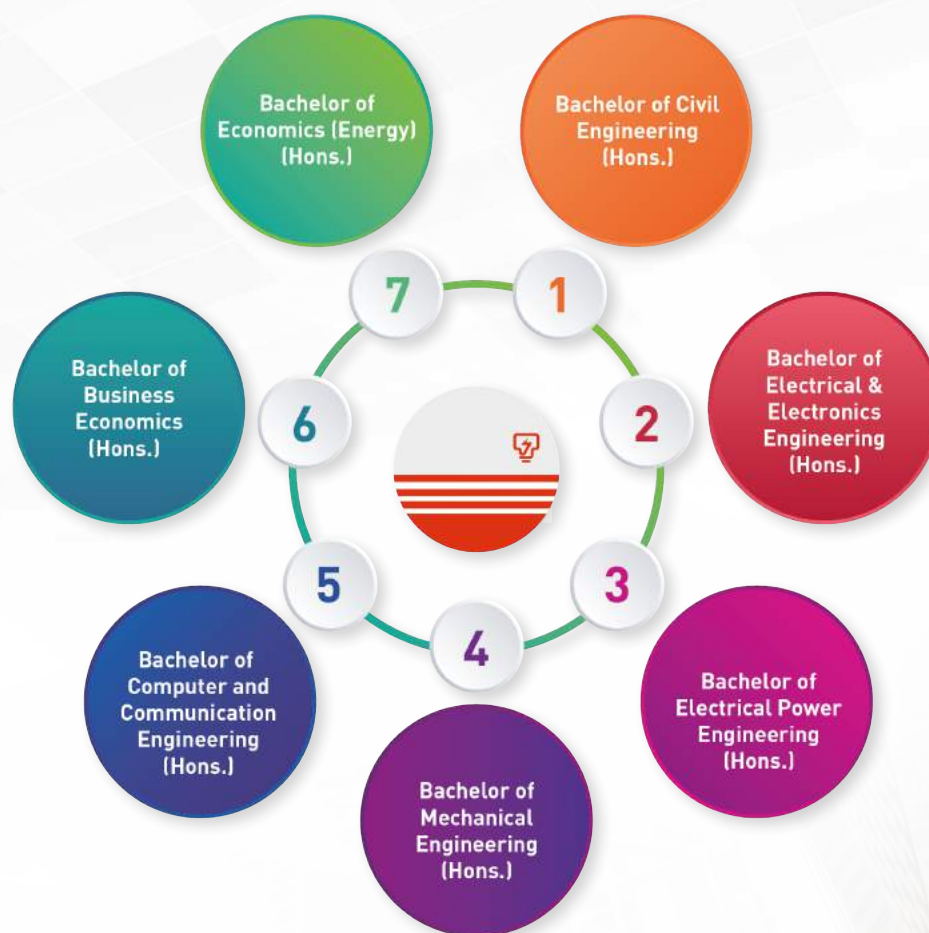 1
Bachelor of Civil
Engineering
(Hons.)
2
Bachelor of
Electrical &
Electronics
Engineering
(Hons.)
3
Bachelor of
Electrical Power
Engineering
(Hons.)
4
Bachelor of
Mechanical
Engineering
(Hons.)
5
Bachelor of
Computer and
Communication
Engineering
(Hons.)
6
Bachelor of
Business
Economics
(Hons.)
7
Bachelor of
Economics (Energy)
(Hons.)